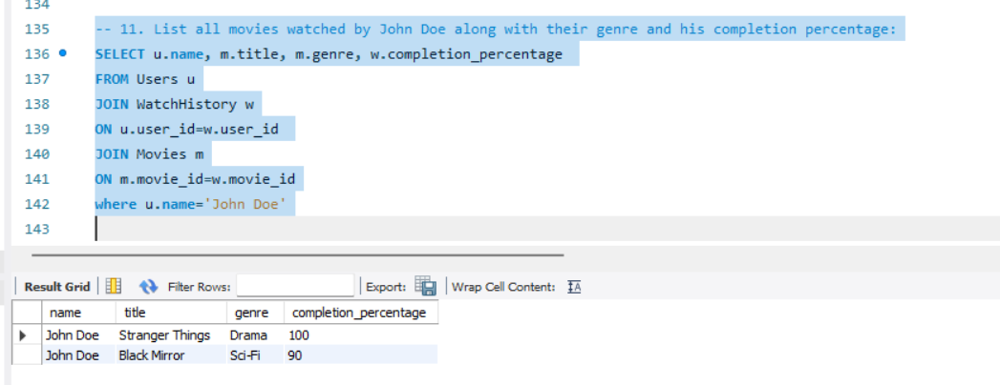 134
135 -- 11. List all movies watched by John Doe along with their genre and his completion percentage:
136 SELECT u.name, m.title, m.genre, w.completion_percentage
137 FROM Users u
138 JOIN WatchHistory w
139 ON u.user_id=w.user_id
140 JOIN Movies m
141 ON m.movie_id=w.movie_id
142 where u.name='John Doe'
143
Result Grid Filter Rows: Export: Wrap Cell Content: IA
name title genre completion_percentage
John Doe Stranger Things Drama 100
John Doe Black Mirror Sci-Fi 90